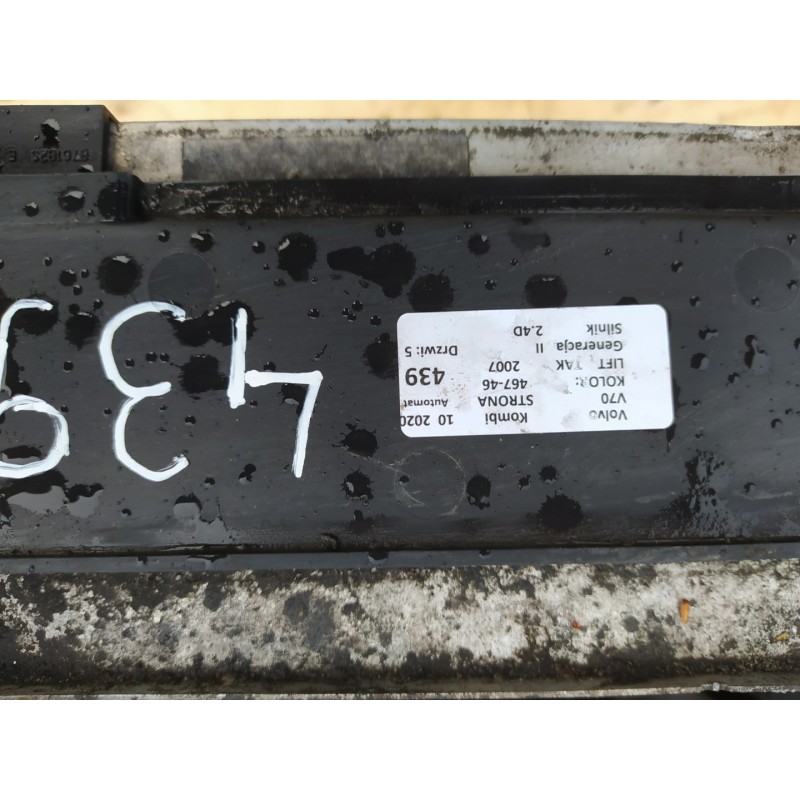 Volvo Kombi 10 2020
V70 STRONA Automat
KOLOR: 467-46 439
LIFT TAK 2007
Generacja II Drzwi: 5
Silnik 2.4D
439